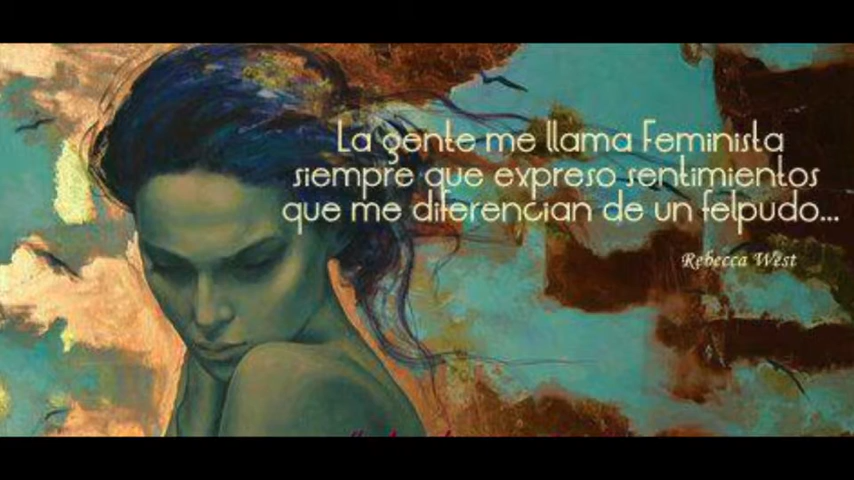 La gente me llama Feminista
siempre que expreso sentimientos
que me diferencian de un felpudo...
Rebecca West